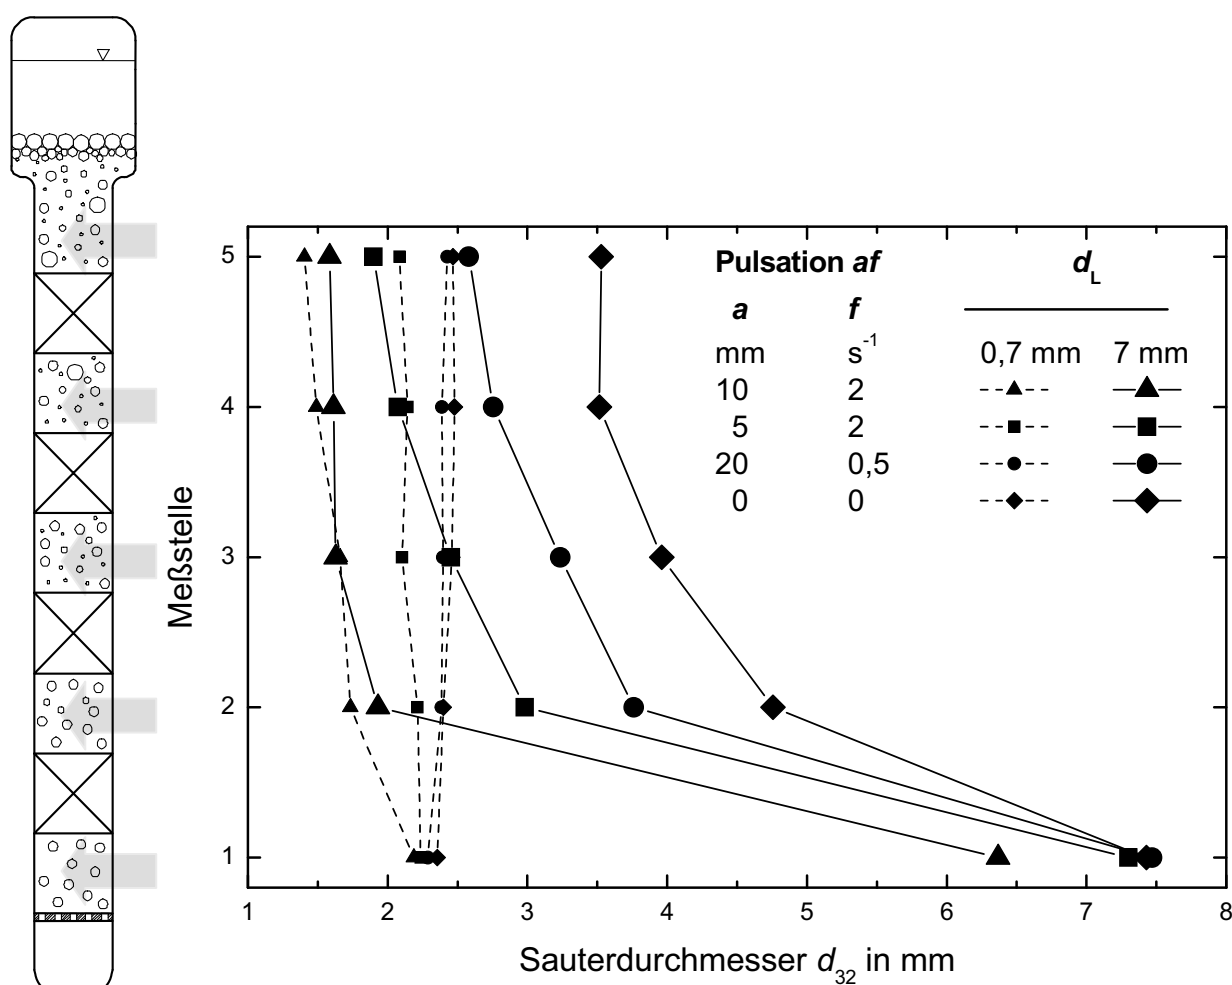 Pulsation af d_L
a f
mm s⁻¹ 0,7 mm 7 mm
10 2
5 2
20 0,5
0 0
5
4
3
2
1
Meßstelle
1 2 3 4 5 6 7 8
Sauterdurchmesser d₃₂ in mm